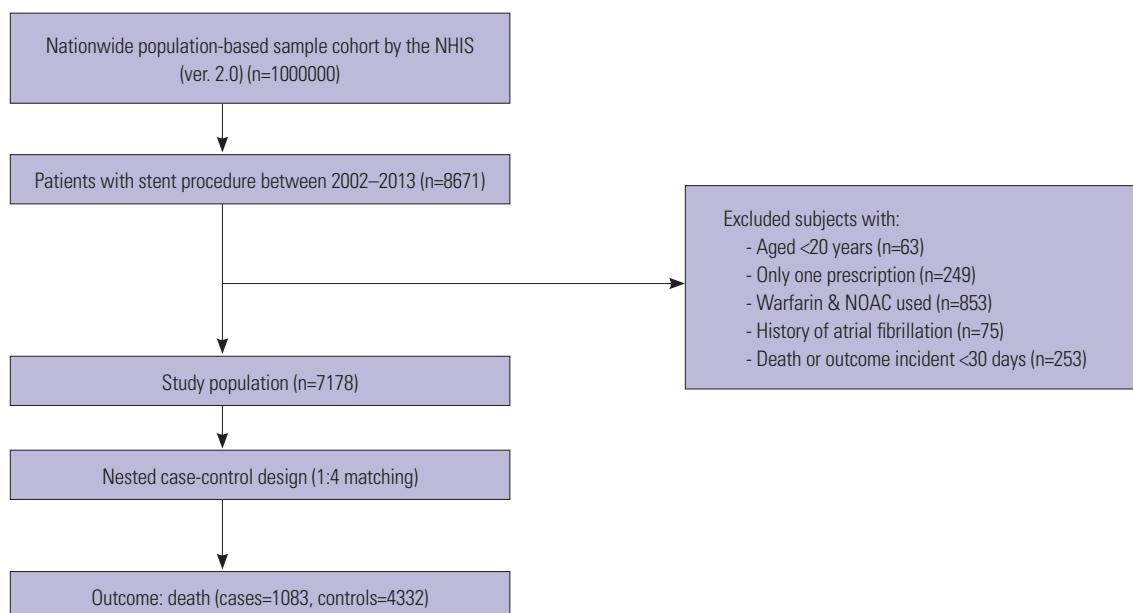 Nationwide population-based sample cohort by the NHIS
(ver. 2.0) (n=1000000)
Patients with stent procedure between 2002–2013 (n=8671)
Excluded subjects with:
- Aged <20 years (n=63)
- Only one prescription (n=249)
- Warfarin & NOAC used (n=853)
- History of atrial fibrillation (n=75)
- Death or outcome incident <30 days (n=253)
Study population (n=7178)
Nested case-control design (1:4 matching)
Outcome: death (cases=1083, controls=4332)